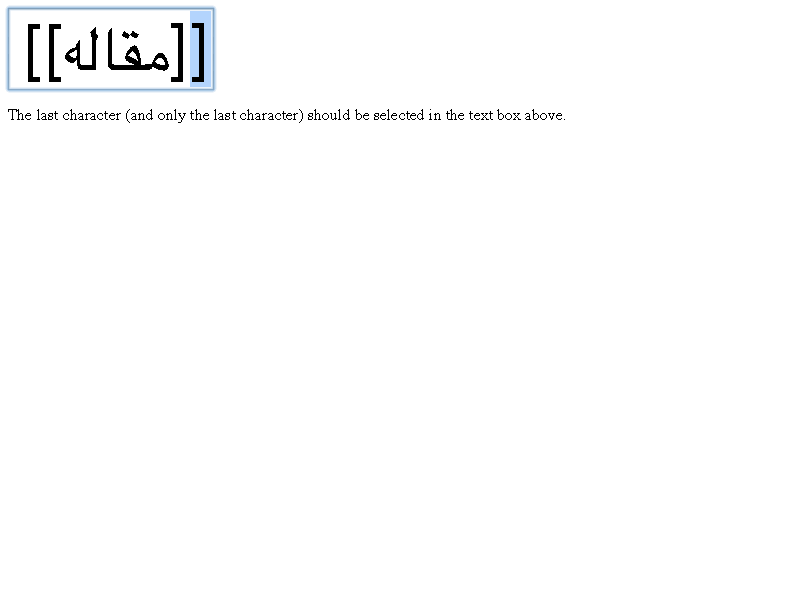 [[مقاله]]
The last character (and only the last character) should be selected in the text box above.